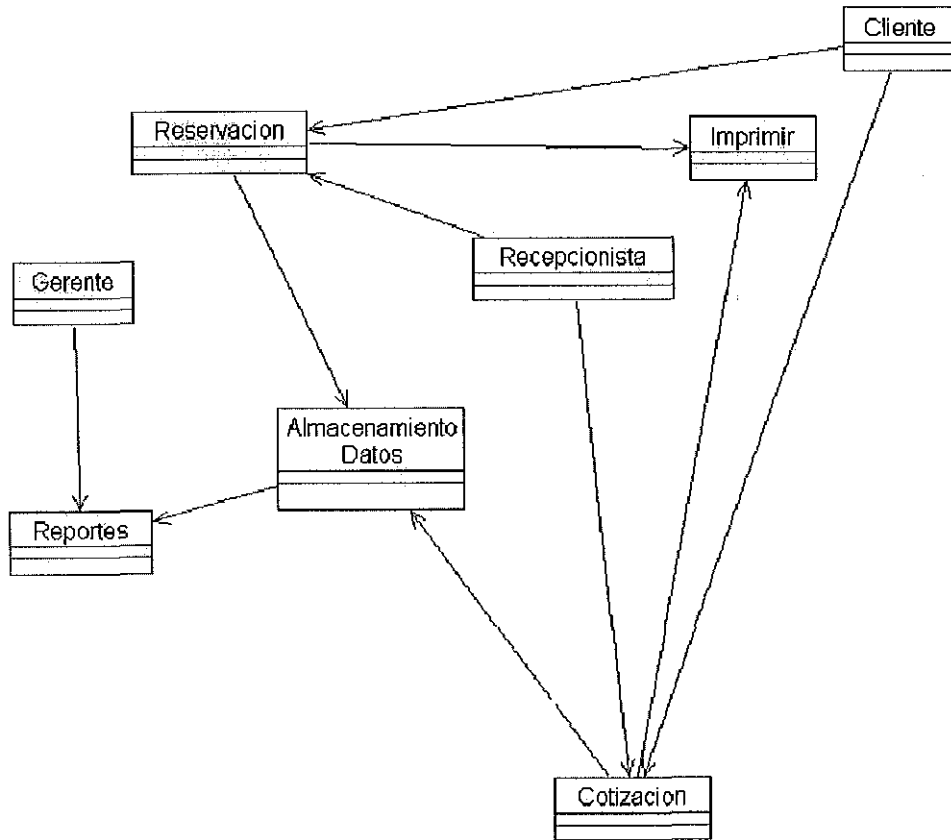 Cliente
Reservacion
Imprimir
Recepcionista
Gerente
Almacenamiento
Datos
Reportes
Cotizacion